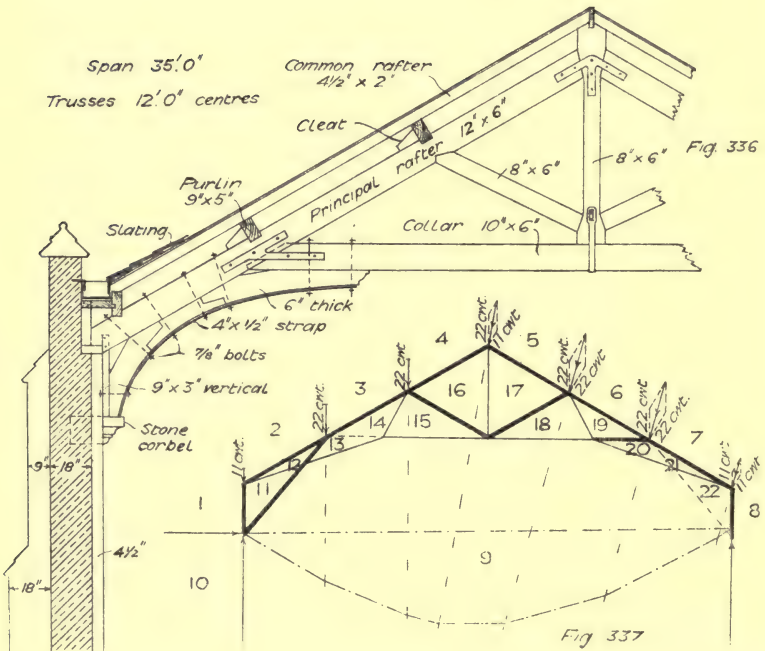 Span 35'.0"
Trusses 12'.0" centres
Common rafter
4½" x 2"
Cleat
12" x 6"
Principal rafter
8" x 6"
8" x 6"
Fig. 336
Purlin
9" x 5"
Slating
Collar 10" x 6"
6" thick
4" x ½" strap
⅞" bolts
9" x 3" vertical
Stone
corbel
9"
18"
4½"
18"
22 cwt.
11 cwt
4
5
22 cwt
22 cwt
22 cwt
3
16
17
6
22 cwt
22 cwt
22 cwt.
2
15
18
19
7
14
13
20
11 cwt.
12
21
11 cwt
11 cwt
11
22
1
8
9
10
Fig 337